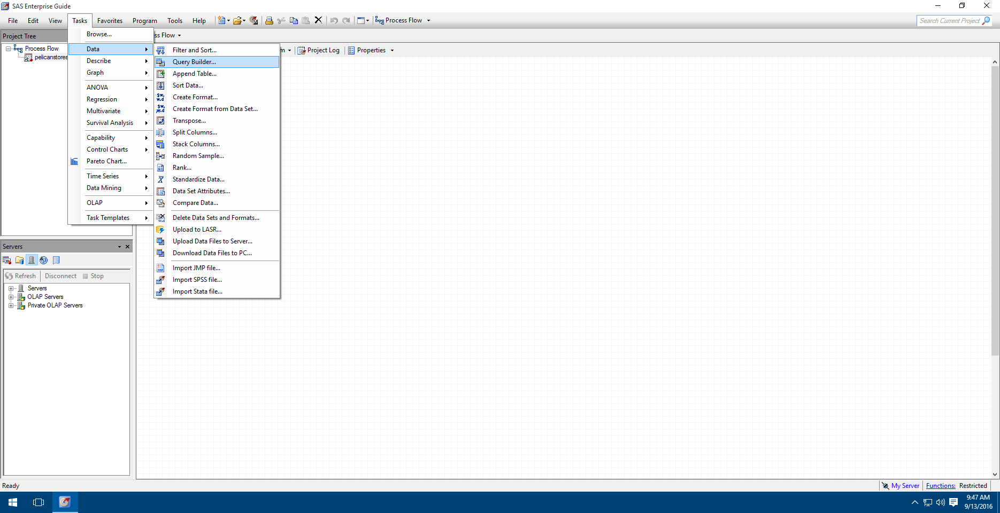 SAS Enterprise Guide
File Edit View Tasks Favorites Program Tools Help Process Flow Search Current Project
Project Tree
Process Flow
pelicanstores
Browse...
Data
Describe
Graph
ANOVA
Regression
Multivariate
Survival Analysis
Capability
Control Charts
Pareto Chart...
Time Series
Data Mining
OLAP
Task Templates
ss Flow
m Project Log Properties
Filter and Sort...
Query Builder...
Append Table...
Sort Data...
Create Format...
Create Format from Data Set...
Transpose...
Split Columns...
Stack Columns...
Random Sample...
Rank...
Standardize Data...
Data Set Attributes...
Compare Data...
Delete Data Sets and Formats...
Upload to LASR...
Upload Data Files to Server...
Download Data Files to PC...
Import JMP file...
Import SPSS file...
Import Stata file...
Servers
Refresh Disconnect Stop
Servers
OLAP Servers
Private OLAP Servers
Ready My Server Functions: Restricted
9:47 AM
9/13/2016